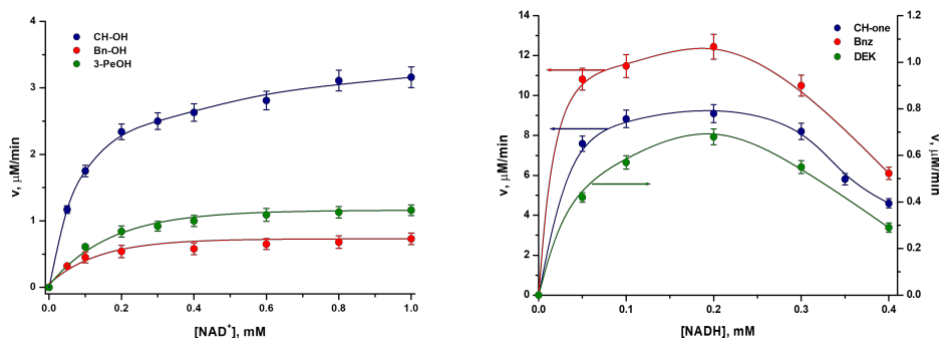 CH-OH
Bn-OH
3-PeOH
v, μM/min
4
3
2
1
0
0.0 0.2 0.4 0.6 0.8 1.0
[NAD⁺], mM
CH-one
Bnz
DEK
v, μM/min
14
12
10
8
6
4
2
0
0.0 0.1 0.2 0.3 0.4
[NADH], mM
1.2
1.0
0.8
0.6
0.4
0.2
0.0
V, μM/min